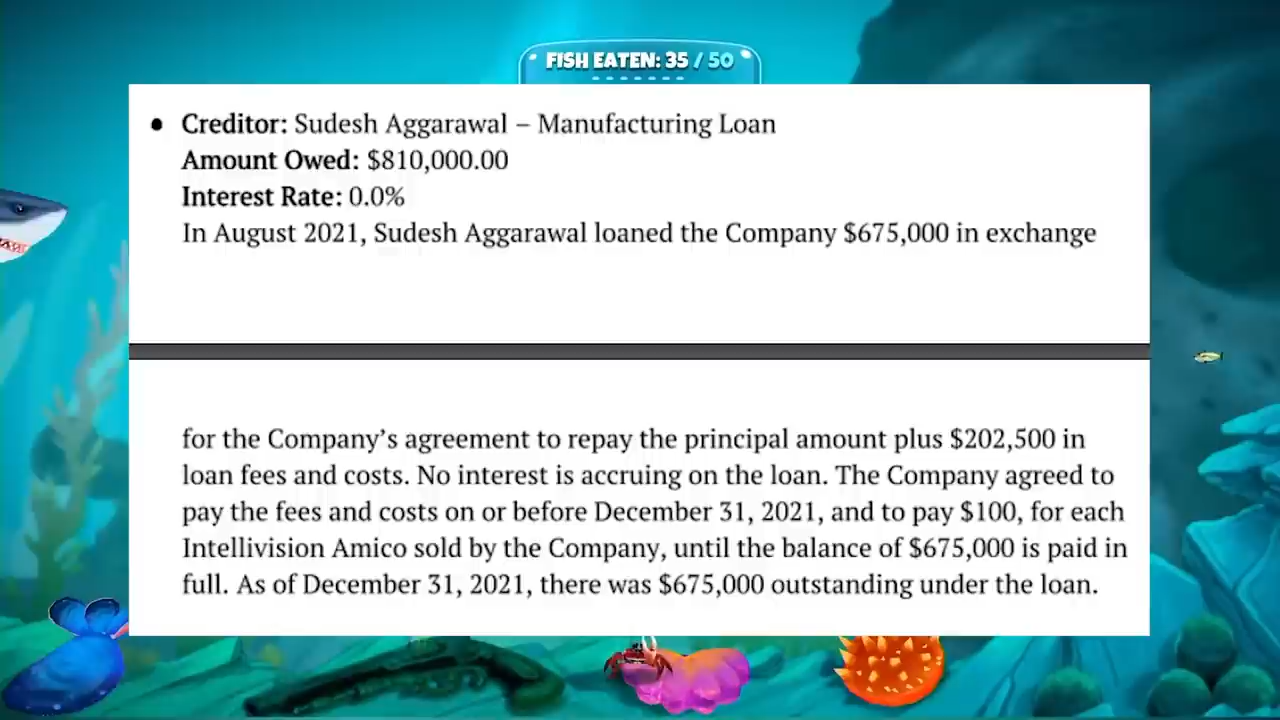 FISH EATEN: 35 / 50
• Creditor: Sudesh Aggarawal – Manufacturing Loan
Amount Owed: $810,000.00
Interest Rate: 0.0%
In August 2021, Sudesh Aggarawal loaned the Company $675,000 in exchange
for the Company’s agreement to repay the principal amount plus $202,500 in
loan fees and costs. No interest is accruing on the loan. The Company agreed to
pay the fees and costs on or before December 31, 2021, and to pay $100, for each
Intellivision Amico sold by the Company, until the balance of $675,000 is paid in
full. As of December 31, 2021, there was $675,000 outstanding under the loan.